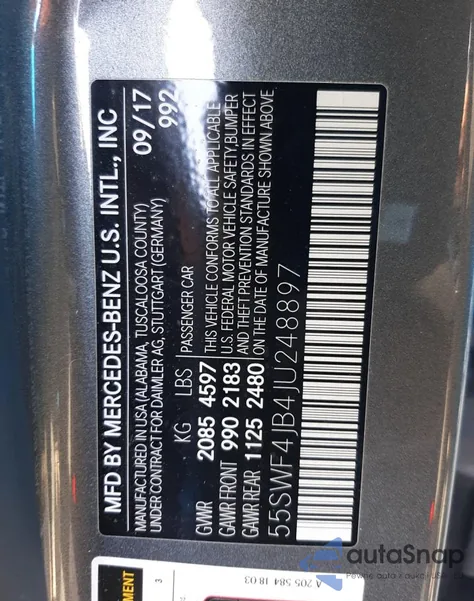 MFD BY MERCEDES-BENZ U.S. INTL., INC
MANUFACTURED IN USA (ALABAMA, TUSCALOOSA COUNTY)
UNDER CONTRACT FOR DAIMLER AG, STUTTGART (GERMANY)
09/17
992
KG LBS
GWR 2085 4597
GAWR FRONT 990 2183
GAWR REAR 1125 2480
PASSENGER CAR
THIS VEHICLE CONFORMS TO ALL APPLICABLE
U.S. FEDERAL MOTOR VEHICLE SAFETY, BUMPER
AND THEFT PREVENTION STANDARDS IN EFFECT
ON THE DATE OF MANUFACTURE SHOWN ABOVE
55SWF4JB4JU248897
A 205 584 18 03
3
autoSnap